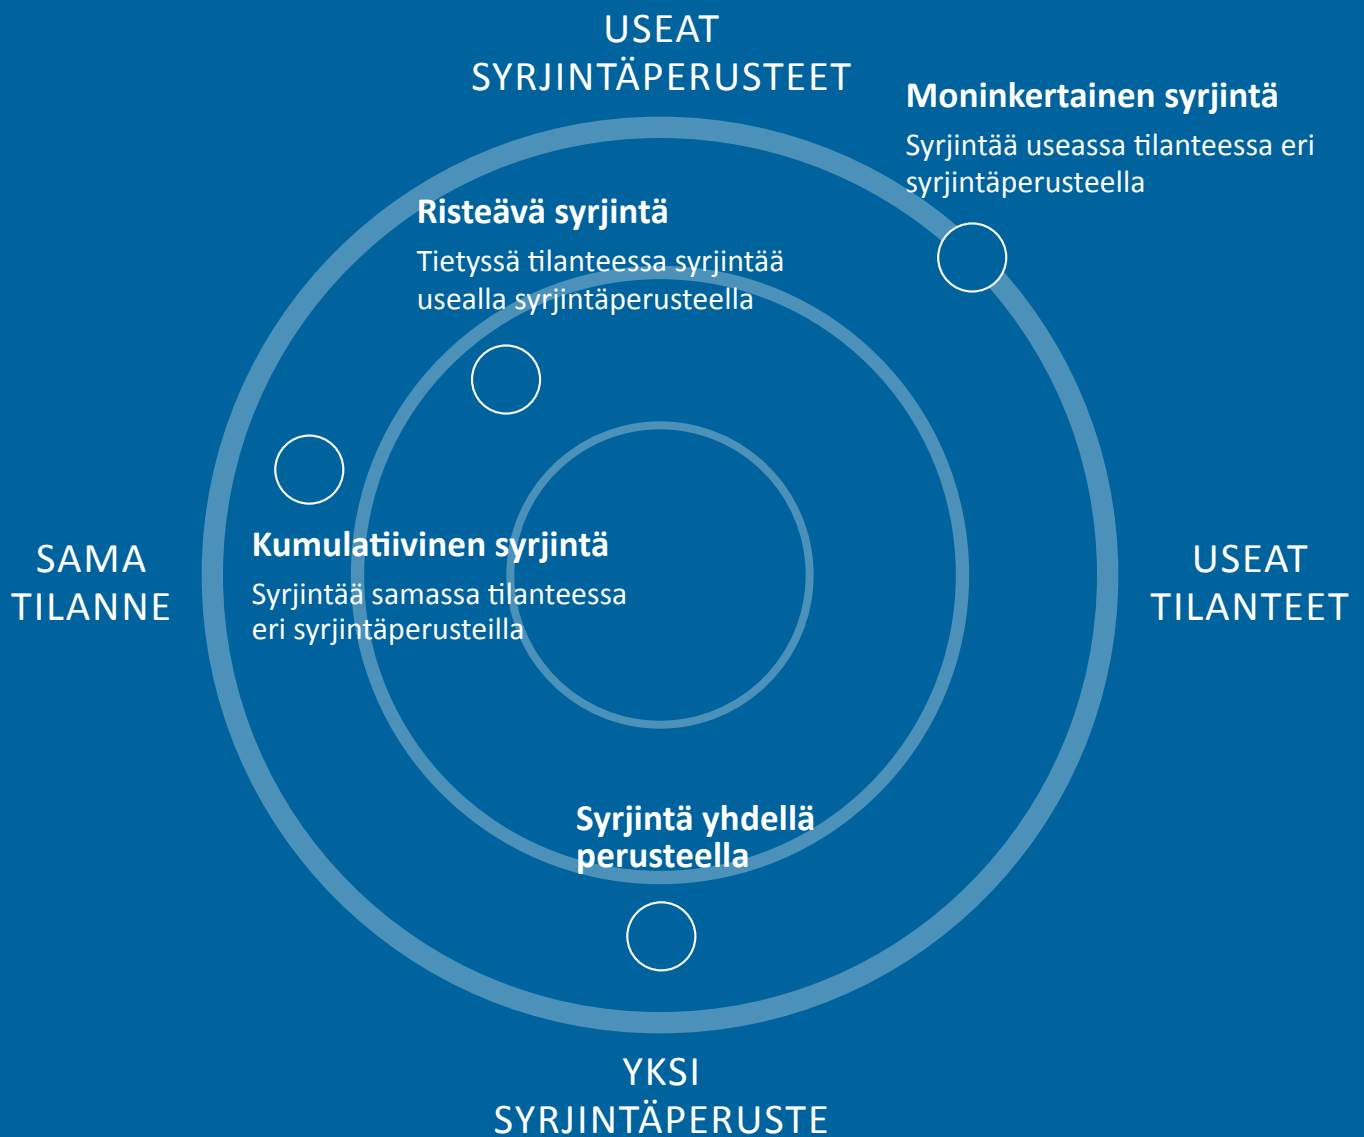 USEAT
SYRJINTÄPERUSTEET
Moninkertainen syrjintä
Syrjintää useassa tilanteessa eri
syrjintäperusteella
Risteävä syrjintä
Tietyssä tilanteessa syrjintää
usealla syrjintäperusteella
SAMA
TILANNE
Kumulatiivinen syrjintä
Syrjintää samassa tilanteessa
eri syrjintäperusteilla
USEAT
TILANTEET
Syrjintä yhdellä
perusteella
YKSI
SYRJINTÄPERUSTE